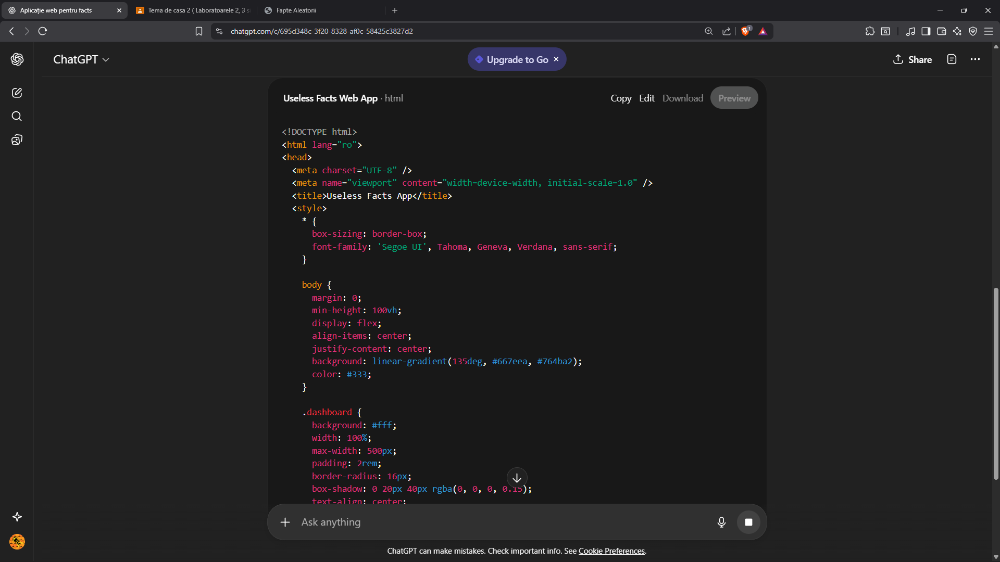 Aplicație web pentru facts
Tema de casa 2 ( Laboratoarele 2, 3 si
Fapte Aleatorii
chatgpt.com/c/695d348c-3f20-8328-af0c-58425c3827d2
1
ChatGPT
Upgrade to Go
Share
Useless Facts Web App · html
Copy Edit Download Preview
<!DOCTYPE html>
<html lang="ro">
<head>
<meta charset="UTF-8" />
<meta name="viewport" content="width=device-width, initial-scale=1.0" />
<title>Useless Facts App</title>
<style>
* {
box-sizing: border-box;
font-family: 'Segoe UI', Tahoma, Geneva, Verdana, sans-serif;
}
body {
margin: 0;
min-height: 100vh;
display: flex;
align-items: center;
justify-content: center;
background: linear-gradient(135deg, #667eea, #764ba2);
color: #333;
}
.dashboard {
background: #fff;
width: 100%;
max-width: 500px;
padding: 2rem;
border-radius: 16px;
box-shadow: 0 20px 40px rgba(0, 0, 0, 0.15);
text-align: center;
Ask anything
ChatGPT can make mistakes. Check important info. See Cookie Preferences.